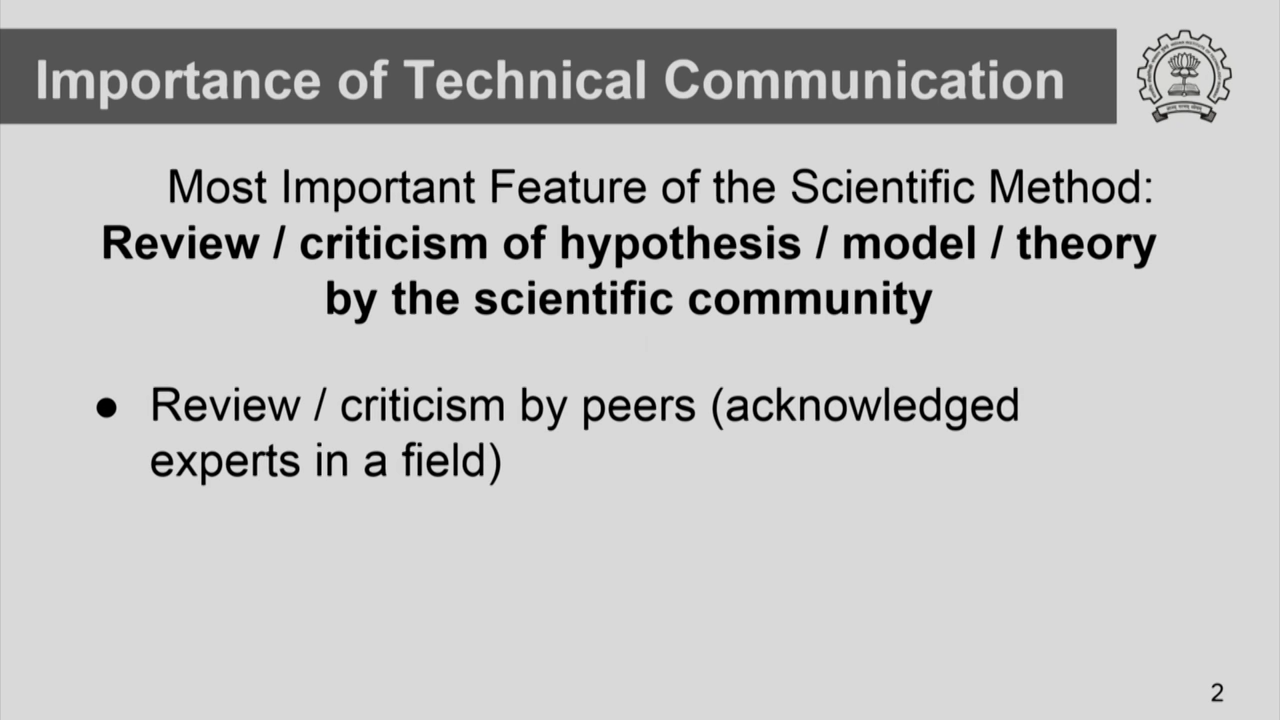 Importance of Technical Communication
Most Important Feature of the Scientific Method:
Review / criticism of hypothesis / model / theory
by the scientific community
● Review / criticism by peers (acknowledged
experts in a field)
2